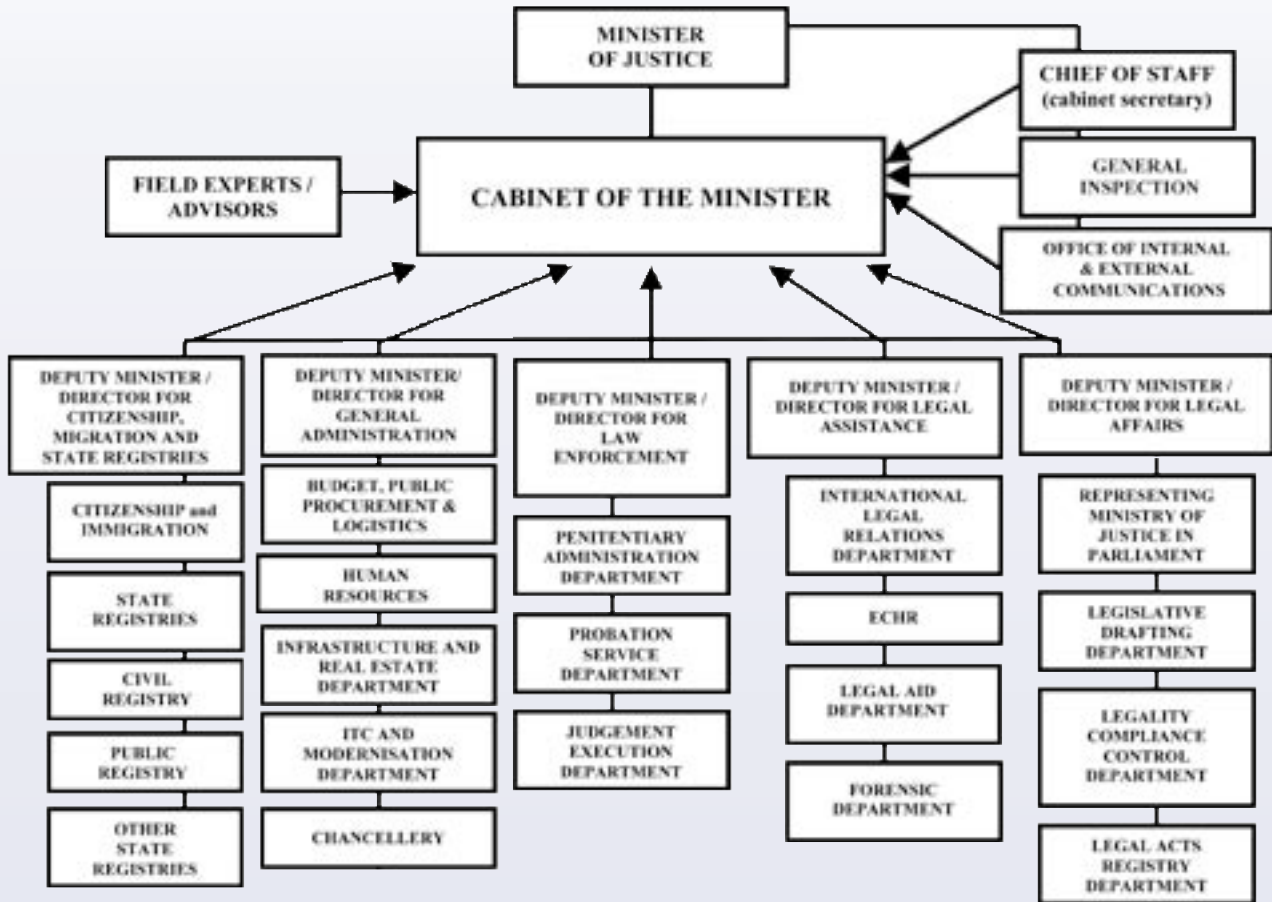 MINISTER
OF JUSTICE
CHIEF OF STAFF
(cabinet secretary)
GENERAL
INSPECTION
OFFICE OF INTERNAL
& EXTERNAL
COMMUNICATIONS
FIELD EXPERTS /
ADVISORS
CABINET OF THE MINISTER
DEPUTY MINISTER /
DIRECTOR FOR
CITIZENSHIP,
MIGRATION AND
STATE REGISTRIES
CITIZENSHIP and
IMMIGRATION
STATE
REGISTRIES
CIVIL
REGISTRY
PUBLIC
REGISTRY
OTHER
STATE
REGISTRIES
DEPUTY MINISTER/
DIRECTOR FOR
GENERAL
ADMINISTRATION
BUDGET, PUBLIC
PROCUREMENT &
LOGISTICS
HUMAN
RESOURCES
INFRASTRUCTURE AND
REAL ESTATE
DEPARTMENT
ITC AND
MODERNISATION
DEPARTMENT
CHANCELLERY
DEPUTY MINISTER /
DIRECTOR FOR
LAW
ENFORCEMENT
PENITENTIARY
ADMINISTRATION
DEPARTMENT
PROBATION
SERVICE
DEPARTMENT
JUDGEMENT
EXECUTION
DEPARTMENT
DEPUTY MINISTER /
DIRECTOR FOR LEGAL
ASSISTANCE
INTERNATIONAL
LEGAL
RELATIONS
DEPARTMENT
ECHR
LEGAL AID
DEPARTMENT
FORENSIC
DEPARTMENT
DEPUTY MINISTER /
DIRECTOR FOR LEGAL
AFFAIRS
REPRESENTING
MINISTRY OF
JUSTICE IN
PARLIAMENT
LEGISLATIVE
DRAFTING
DEPARTMENT
LEGALITY
COMPLIANCE
CONTROL
DEPARTMENT
LEGAL ACTS
REGISTRY
DEPARTMENT